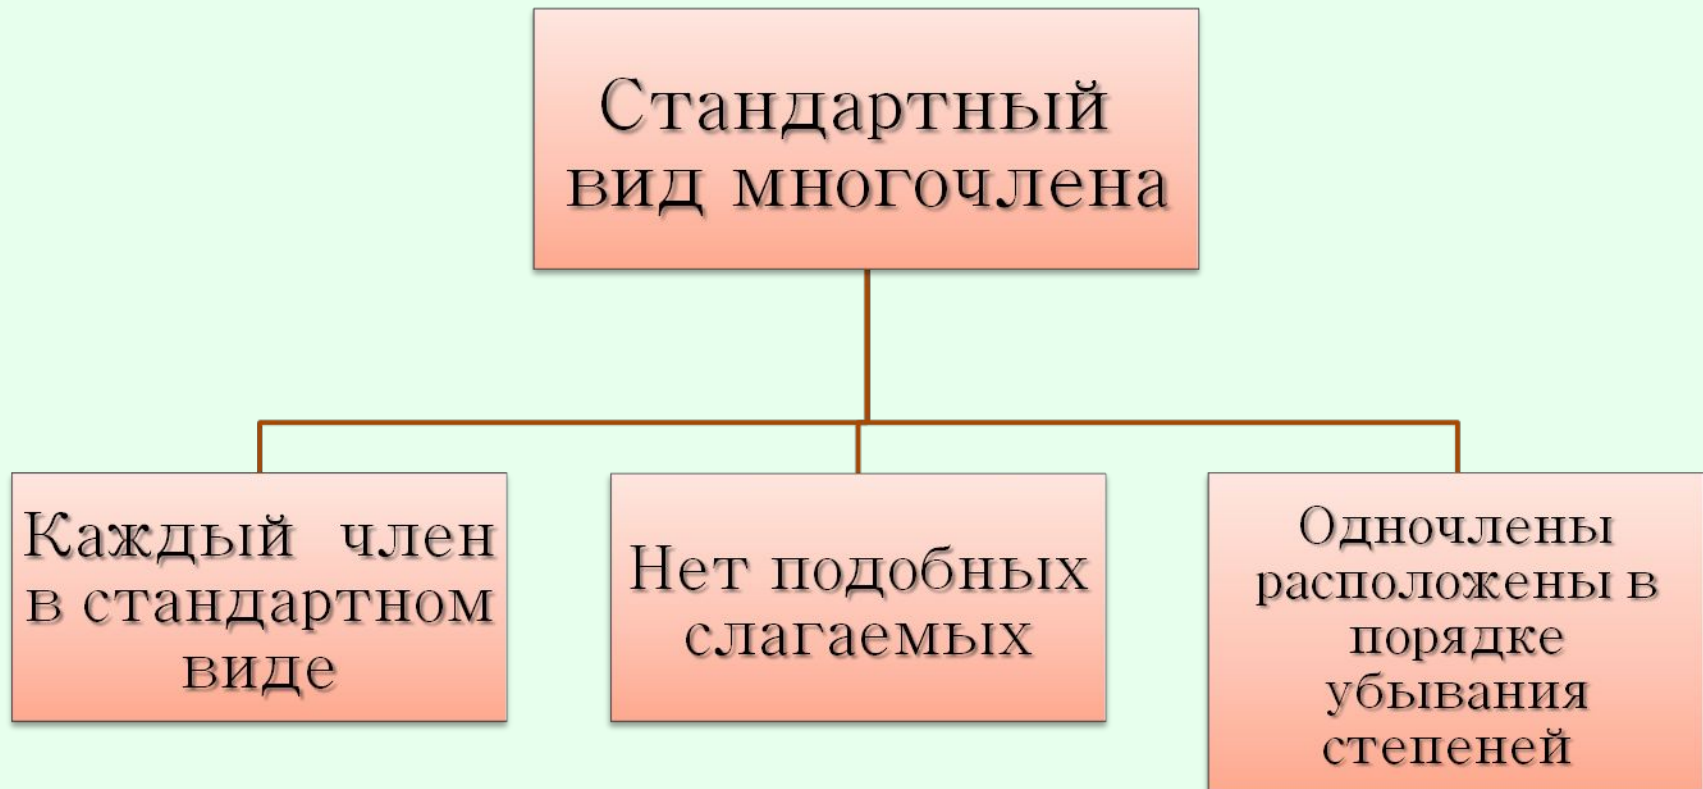 Стандартный
вид многочлена
Каждый член
в стандартном
виде
Нет подобных
слагаемых
Одночлены
расположены в
порядке
убывания
степеней